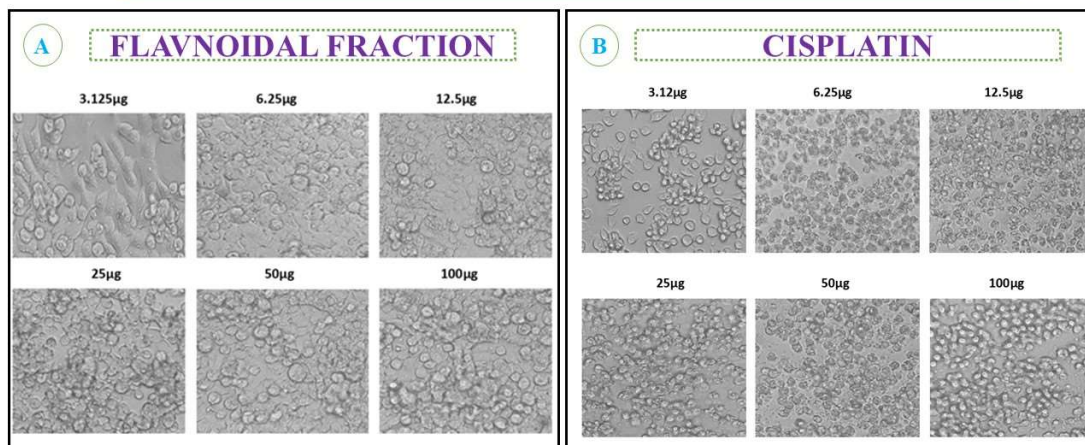 A
FLAVNOIDAL FRACTION
3.125µg 6.25µg 12.5µg
25µg 50µg 100µg
B
CISPLATIN
3.12µg 6.25µg 12.5µg
25µg 50µg 100µg